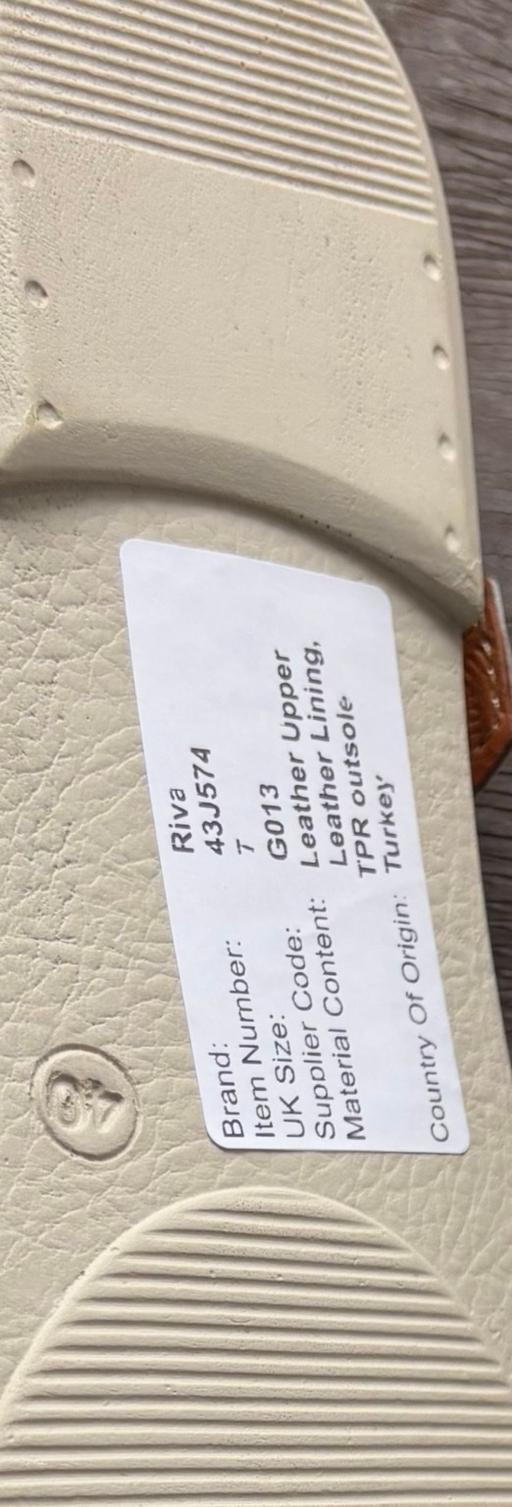 Brand: Riva
Item Number: 43J574
UK Size: 7
Supplier Code: G013
Material Content: Leather Upper
Leather Lining,
TPR outsole
Country Of Origin: Turkey